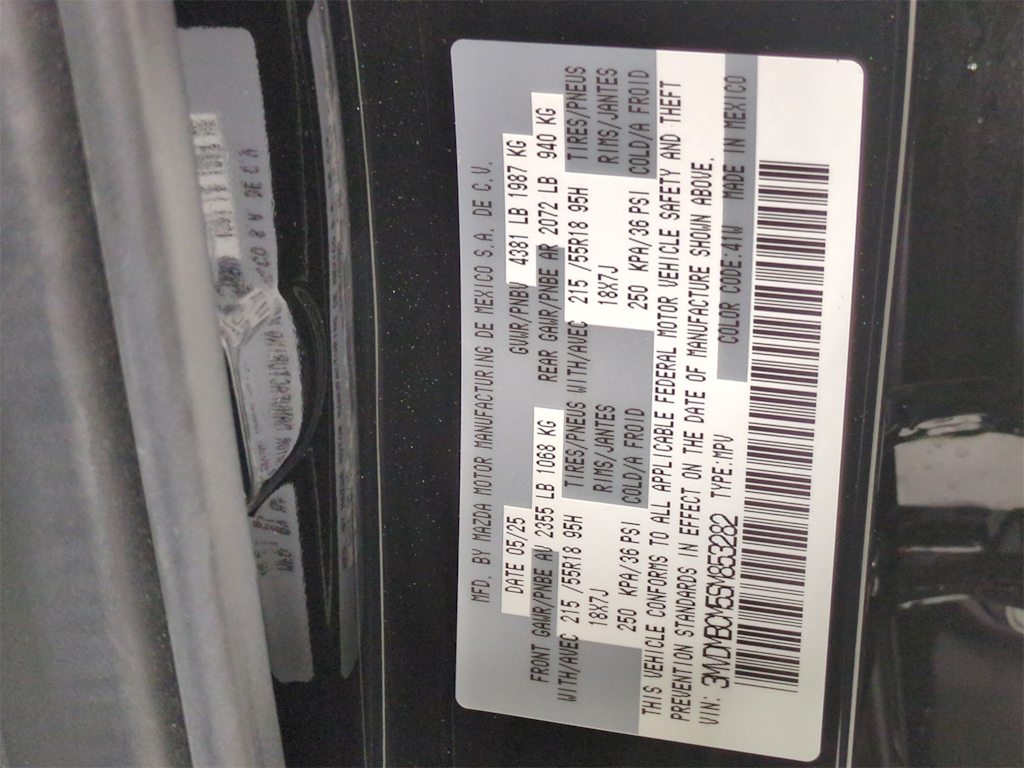 MFD. BY MAZDA MOTOR MANUFACTURING DE MEXICO S.A. DE C.V.
DATE 05/25 GVWR/PNBV 4381 LB 1987 KG
FRONT GAWR/PNBE AV 2355 LB 1068 KG REAR GAWR/PNBE AR 2072 LB 940 KG
WITH/AVEC 215 /55R18 95H TIRES/PNEUS WITH/AVEC 215 /55R18 95H TIRES/PNEUS
18X7J RIMS/JANTES 18X7J RIMS/JANTES
250 KPA/36 PSI COLD/A FROID 250 KPA/36 PSI COLD/A FROID
THIS VEHICLE CONFORMS TO ALL APPLICABLE FEDERAL MOTOR VEHICLE SAFETY AND THEFT
PREVENTION STANDARDS IN EFFECT ON THE DATE OF MANUFACTURE SHOWN ABOVE.
VIN: 3MVDMBCM5SM853282 TYPE:MPV COLOR CODE:41W MADE IN MEXICO